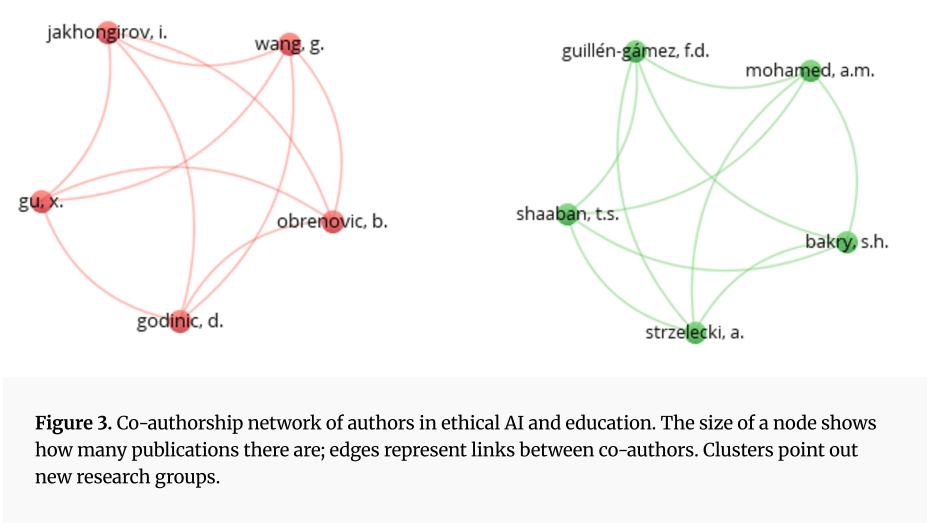 jakhongirov, i.
wang, g.
gu, x.
obrenovic, b.
godinic, d.
guillén-gámez, f.d.
mohamed, a.m.
shaaban, t.s.
bakry, s.h.
strzelecki, a.
Figure 3. Co-authorship network of authors in ethical AI and education. The size of a node shows
how many publications there are; edges represent links between co-authors. Clusters point out
new research groups.